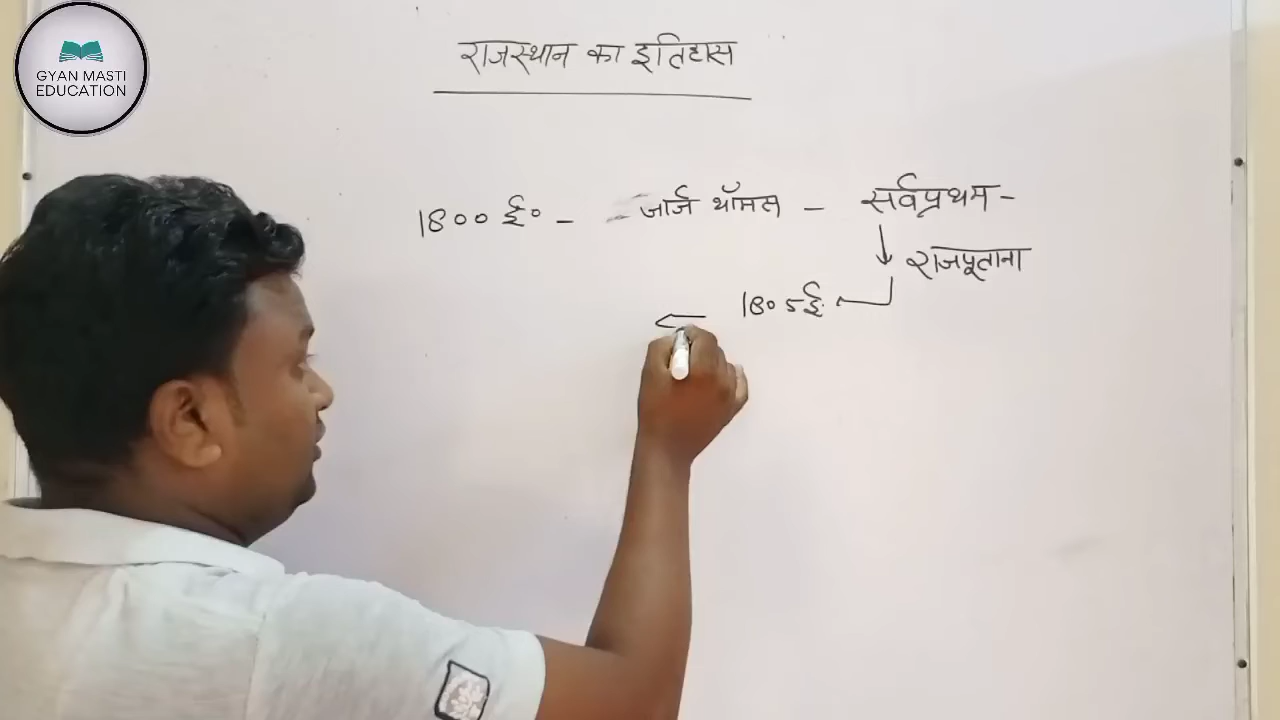 GYAN MASTI
EDUCATION
राजस्थान का इतिहास
1800 ई० - जार्ज थॉमस - सर्वप्रथम -
राजपूताना
1805 ई.